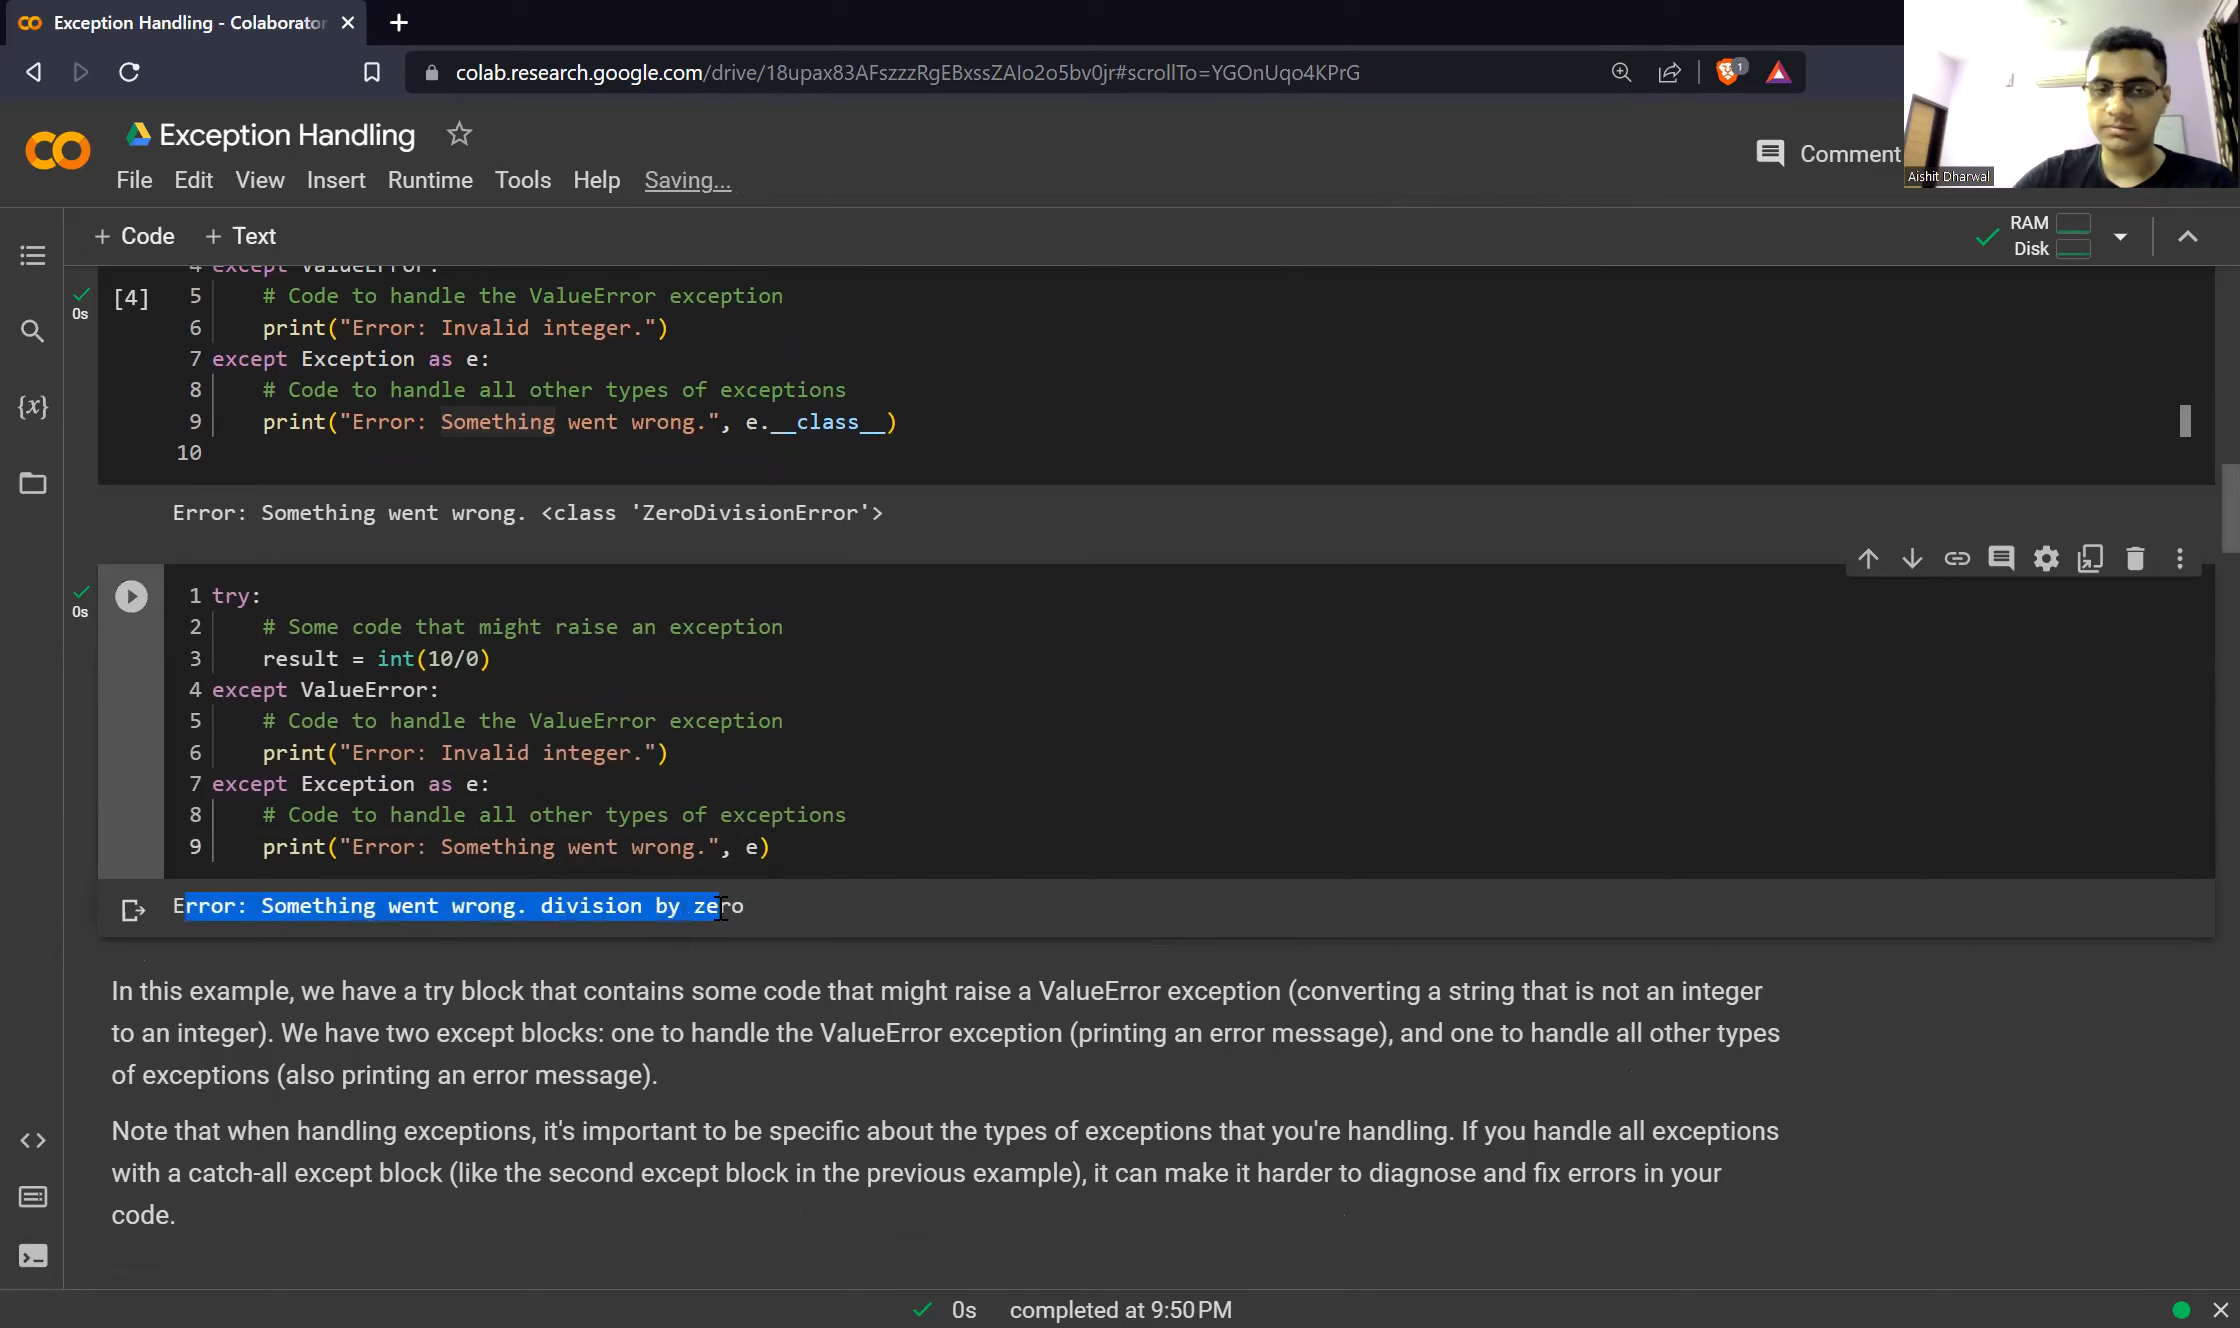 Exception Handling - Colaborator
colab.research.google.com/drive/18upax83AFszzzRgEBxssZAIo2o5bv0jr#scrollTo=YGOnUqo4KPrG
1
Aishit Dharwal
Exception Handling
Comment
File Edit View Insert Runtime Tools Help Saving...
+ Code + Text
RAM
Disk
4 except ValueError:
[4] 5 # Code to handle the ValueError exception
0s
6 print("Error: Invalid integer.")
7 except Exception as e:
8 # Code to handle all other types of exceptions
9 print("Error: Something went wrong.", e.__class__)
10
Error: Something went wrong. <class 'ZeroDivisionError'>
1 try:
0s
2 # Some code that might raise an exception
3 result = int(10/0)
4 except ValueError:
5 # Code to handle the ValueError exception
6 print("Error: Invalid integer.")
7 except Exception as e:
8 # Code to handle all other types of exceptions
9 print("Error: Something went wrong.", e)
Error: Something went wrong. division by zero
In this example, we have a try block that contains some code that might raise a ValueError exception (converting a string that is not an integer
to an integer). We have two except blocks: one to handle the ValueError exception (printing an error message), and one to handle all other types
of exceptions (also printing an error message).
Note that when handling exceptions, it's important to be specific about the types of exceptions that you're handling. If you handle all exceptions
with a catch-all except block (like the second except block in the previous example), it can make it harder to diagnose and fix errors in your
code.
0s completed at 9:50 PM